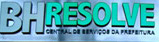 BH RESOLVE
CENTRAL DE SERVIÇOS DA PREFEITURA